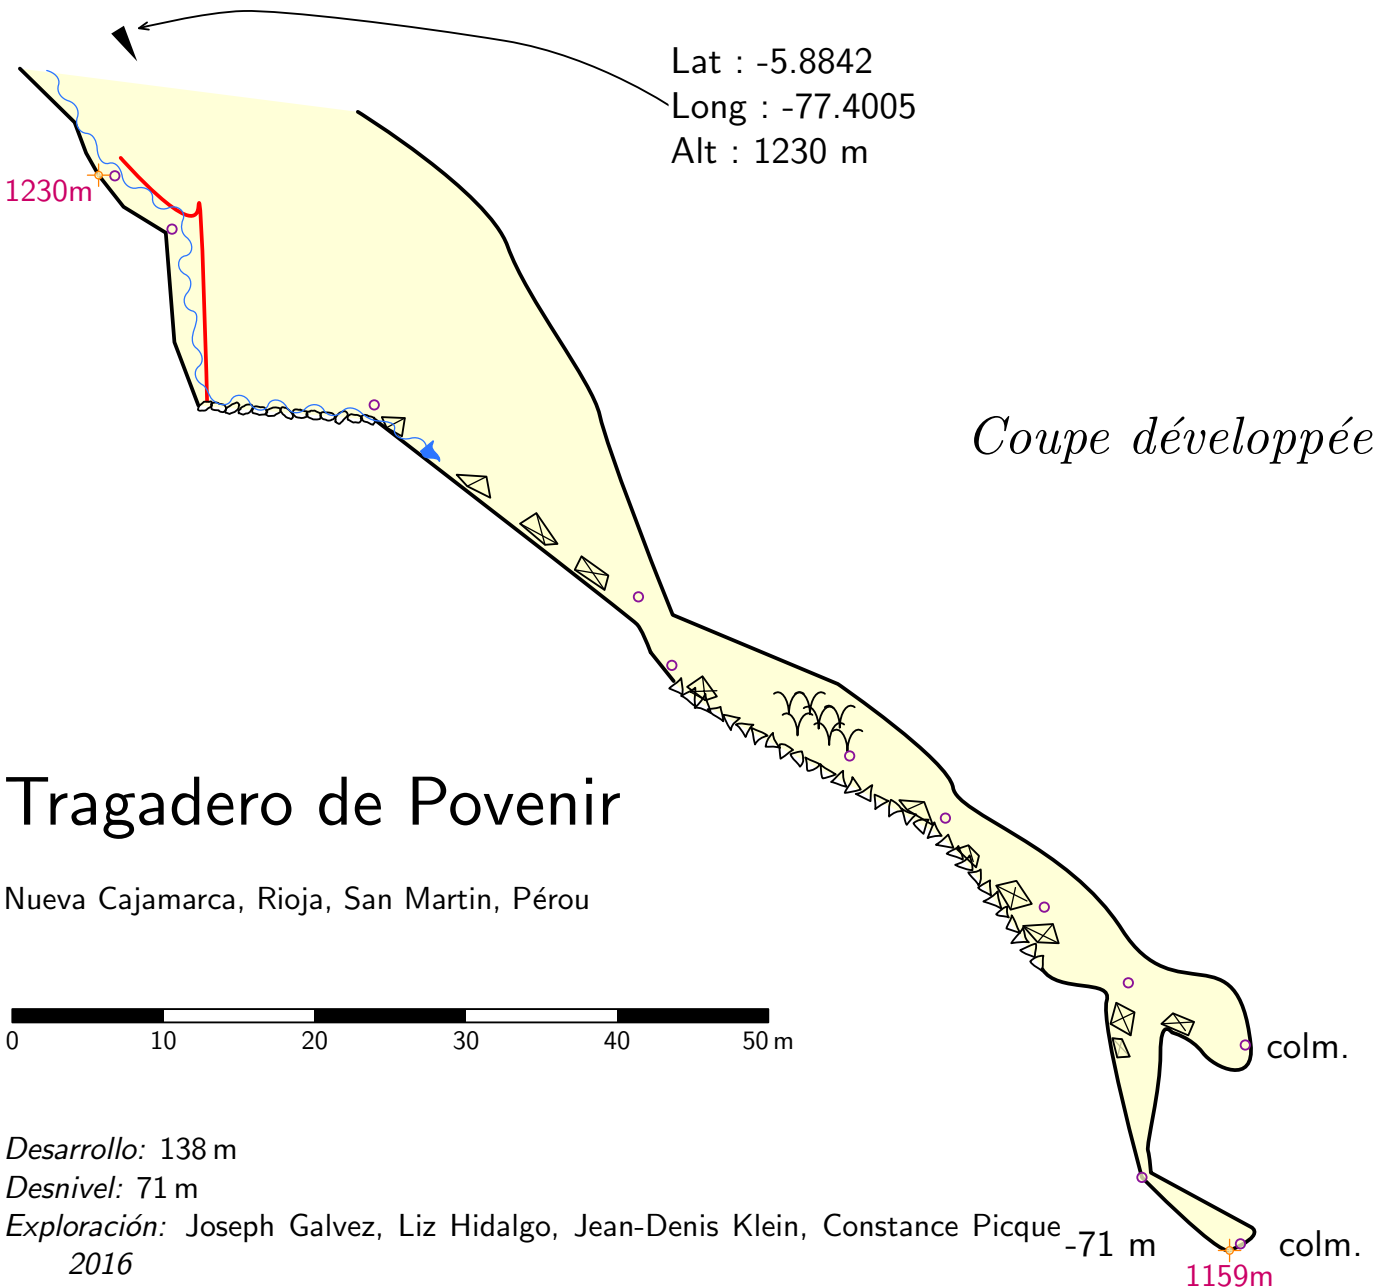 Lat : -5.8842
Long : -77.4005
Alt : 1230 m
1230m
Coupe développée
Tragadero de Povenir
Nueva Cajamarca, Rioja, San Martin, Pérou
0 10 20 30 40 50 m
colm.
Desarrollo: 138 m
Desnivel: 71 m
Exploración: Joseph Galvez, Liz Hidalgo, Jean-Denis Klein, Constance Picque
2016
-71 m
colm.
1159m